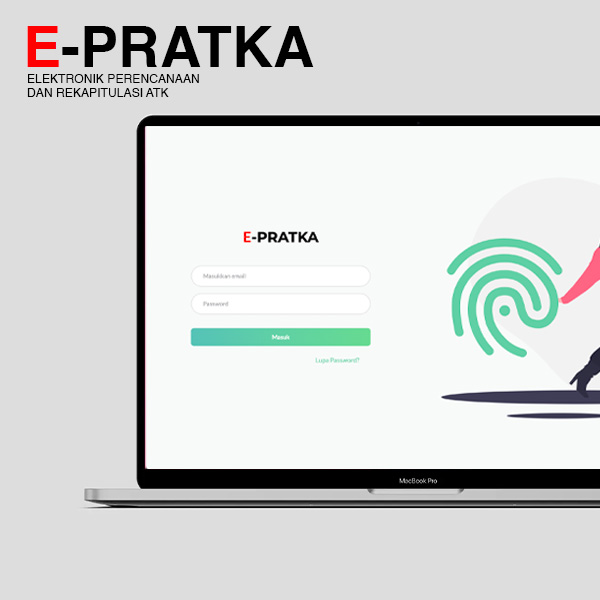 E-PRATKA
ELEKTRONIK PERENCANAAN
DAN REKAPITULASI ATK
E-PRATKA
Masukkan email
Password
Masuk
Lupa Password?
MacBook Pro